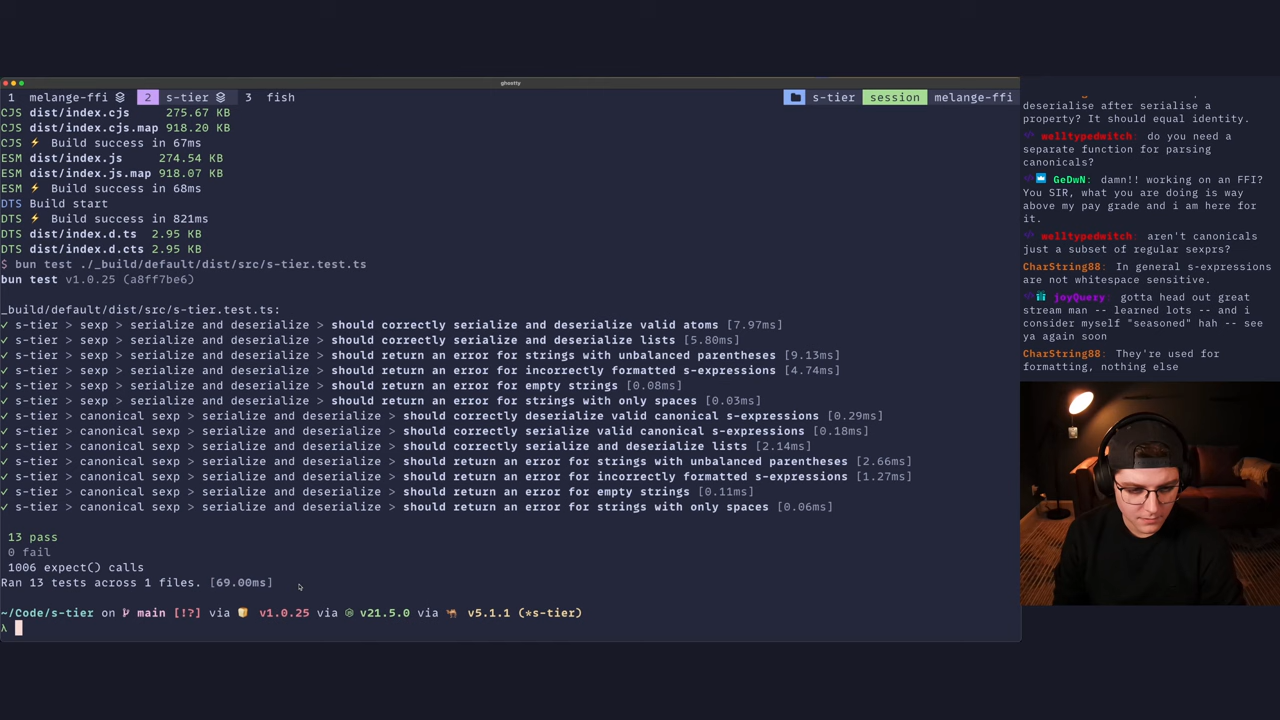 ghostty
1 melange-ffi 2 s-tier 3 fish s-tier session melange-ffi
CJS dist/index.cjs 275.67 KB
CJS dist/index.cjs.map 918.20 KB
CJS ⚡ Build success in 67ms
ESM dist/index.js 274.54 KB
ESM dist/index.js.map 918.07 KB
ESM ⚡ Build success in 68ms
DTS Build start
DTS ⚡ Build success in 821ms
DTS dist/index.d.ts 2.95 KB
DTS dist/index.d.cts 2.95 KB
$ bun test ./_build/default/dist/src/s-tier.test.ts
bun test v1.0.25 (a8ff7be6)
_build/default/dist/src/s-tier.test.ts:
✓ s-tier > sexp > serialize and deserialize > should correctly serialize and deserialize valid atoms [7.97ms]
✓ s-tier > sexp > serialize and deserialize > should correctly serialize and deserialize lists [5.80ms]
✓ s-tier > sexp > serialize and deserialize > should return an error for strings with unbalanced parentheses [9.13ms]
✓ s-tier > sexp > serialize and deserialize > should return an error for incorrectly formatted s-expressions [4.74ms]
✓ s-tier > sexp > serialize and deserialize > should return an error for empty strings [0.08ms]
✓ s-tier > sexp > serialize and deserialize > should return an error for strings with only spaces [0.03ms]
✓ s-tier > canonical sexp > serialize and deserialize > should correctly deserialize valid canonical s-expressions [0.29ms]
✓ s-tier > canonical sexp > serialize and deserialize > should correctly serialize valid canonical s-expressions [0.18ms]
✓ s-tier > canonical sexp > serialize and deserialize > should correctly serialize and deserialize lists [2.14ms]
✓ s-tier > canonical sexp > serialize and deserialize > should return an error for strings with unbalanced parentheses [2.66ms]
✓ s-tier > canonical sexp > serialize and deserialize > should return an error for incorrectly formatted s-expressions [1.27ms]
✓ s-tier > canonical sexp > serialize and deserialize > should return an error for empty strings [0.11ms]
✓ s-tier > canonical sexp > serialize and deserialize > should return an error for strings with only spaces [0.06ms]
13 pass
0 fail
1006 expect() calls
Ran 13 tests across 1 files. [69.00ms]
~/Code/s-tier on main [!?] via v1.0.25 via v21.5.0 via v5.1.1 (*s-tier)
λ
deserialise after serialise a
property? It should equal identity.
welltypedwitch: do you need a
separate function for parsing
canonicals?
GeDwN: damn!! working on an FFI?
You SIR, what you are doing is way
above my pay grade and i am here for
it.
welltypedwitch: aren't canonicals
just a subset of regular sexprs?
CharString88: In general s-expressions
are not whitespace sensitive.
joyQuery: gotta head out great
stream man -- learned lots -- and i
consider myself "seasoned" hah -- see
ya again soon
CharString88: They're used for
formatting, nothing else